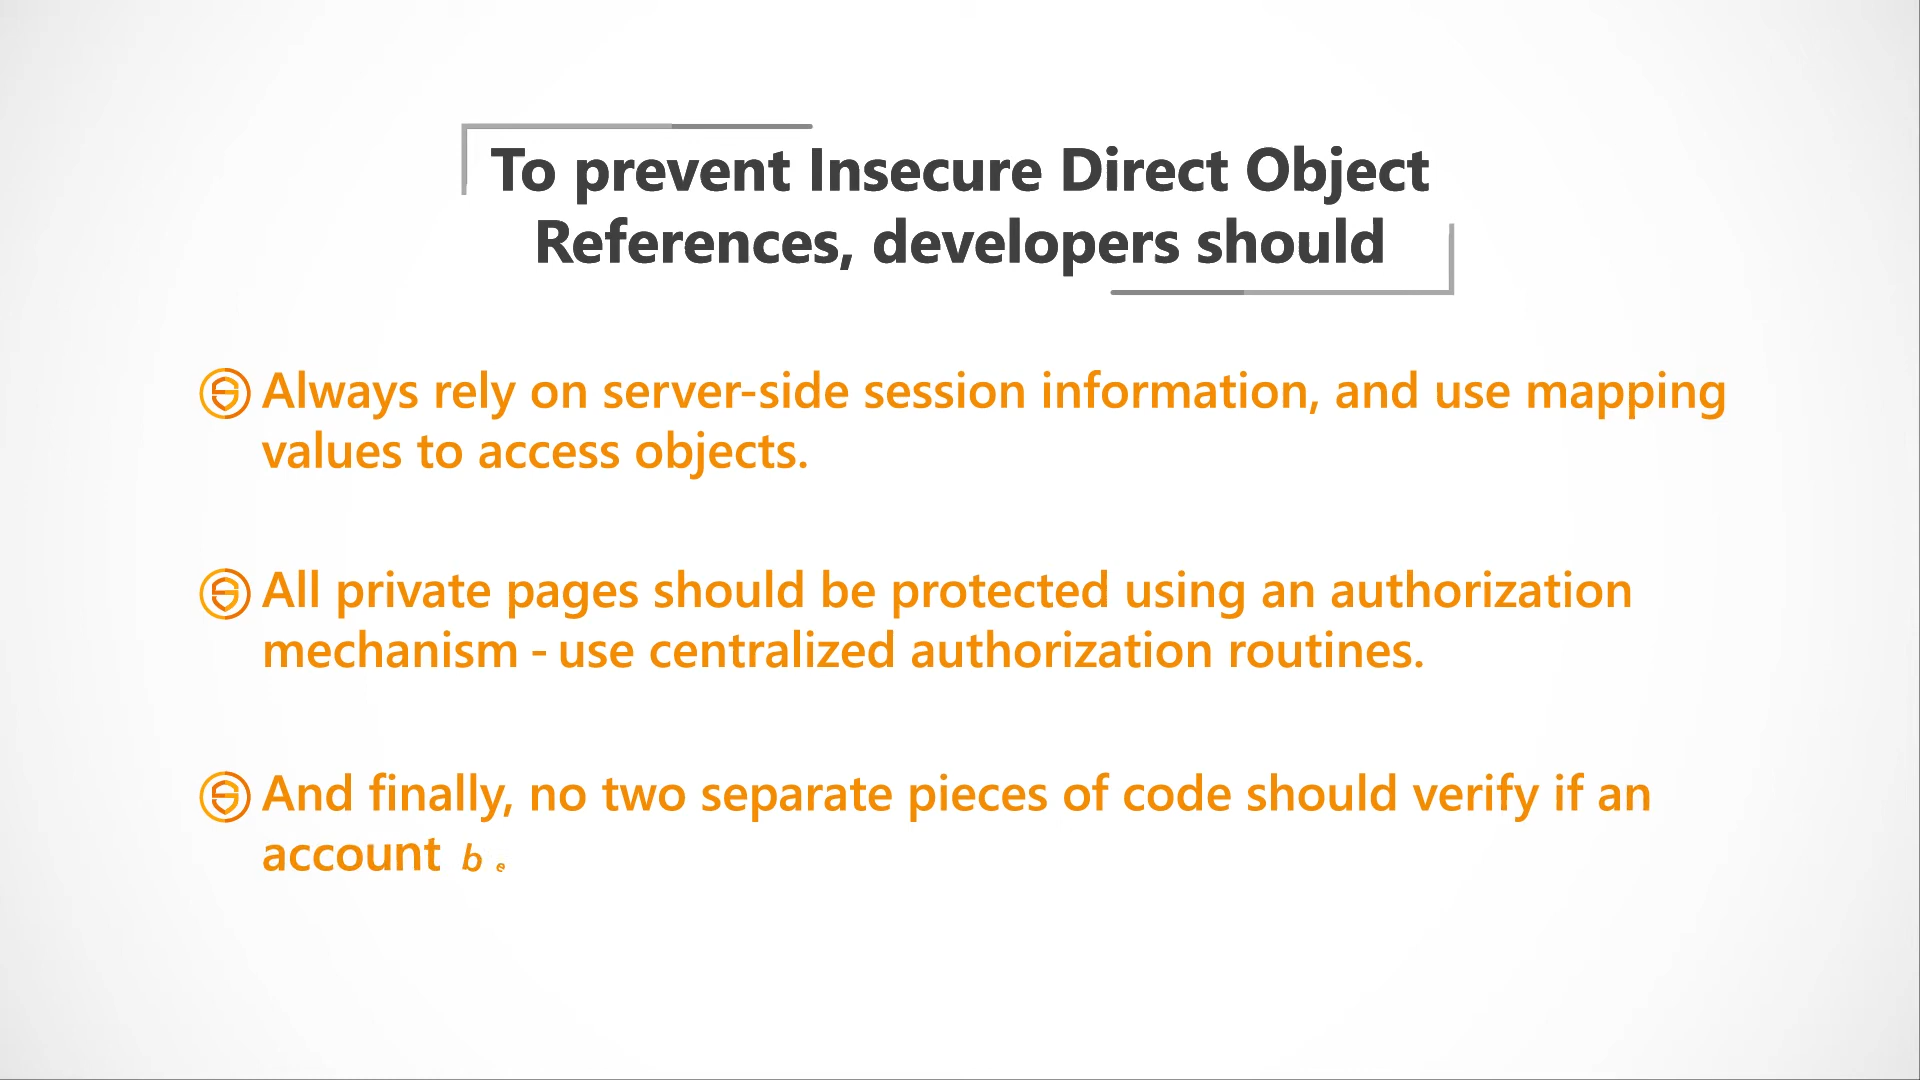 To prevent Insecure Direct Object
References, developers should
Always rely on server-side session information, and use mapping
values to access objects.
All private pages should be protected using an authorization
mechanism - use centralized authorization routines.
And finally, no two separate pieces of code should verify if an
account be